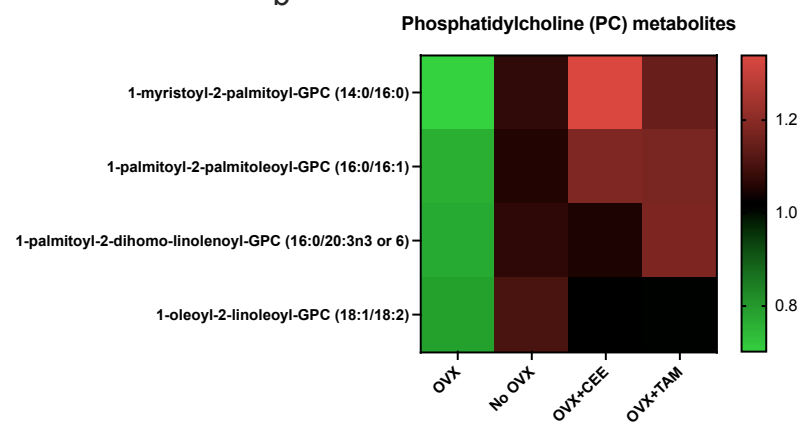 Phosphatidylcholine (PC) metabolites
1-myristoyl-2-palmitoyl-GPC (14:0/16:0)
1-palmitoyl-2-palmitoleoyl-GPC (16:0/16:1)
1-palmitoyl-2-dihomo-linolenoyl-GPC (16:0/20:3n3 or 6)
1-oleoyl-2-linoleoyl-GPC (18:1/18:2)
OVX
No OVX
OVX+CEE
OVX+TAM
1.2
1.0
0.8